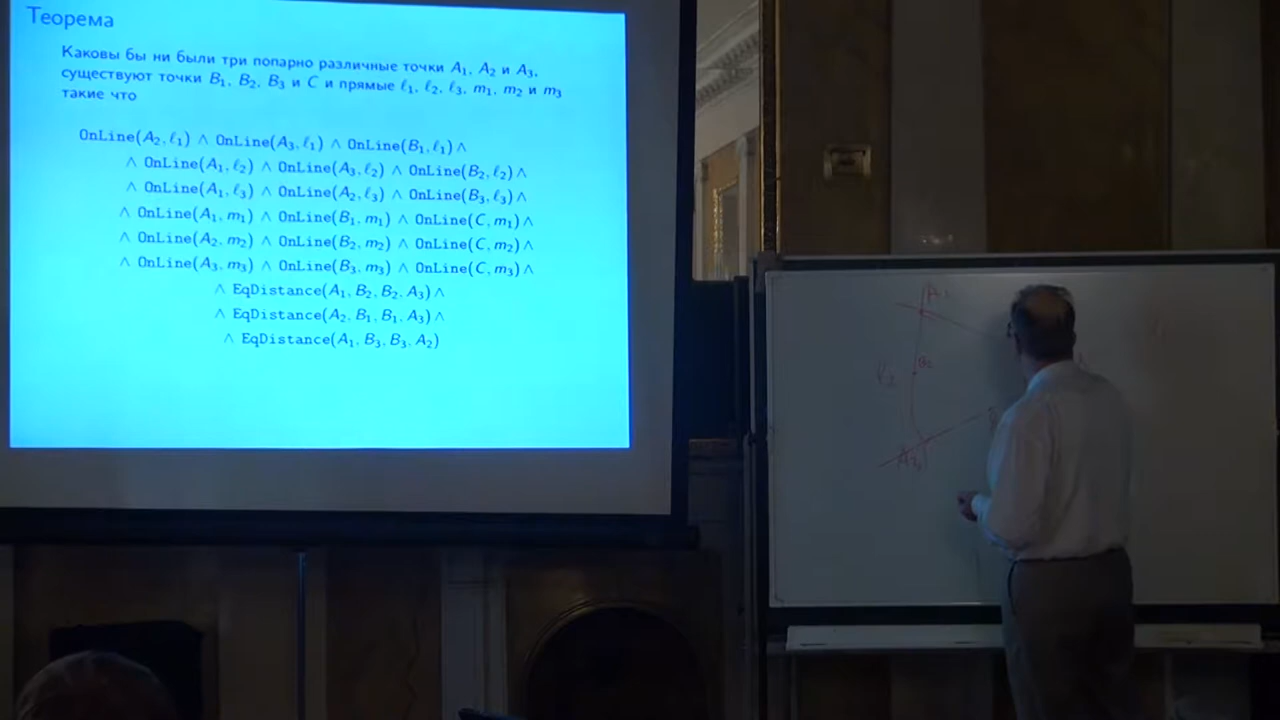 Теорема
Каковы бы ни были три попарно различные точки A₁, A₂ и A₃,
существуют точки B₁, B₂, B₃ и C и прямые ℓ₁, ℓ₂, ℓ₃, m₁, m₂ и m₃
такие что
OnLine(A₂, ℓ₁) ∧ OnLine(A₃, ℓ₁) ∧ OnLine(B₁, ℓ₁)∧
∧ OnLine(A₁, ℓ₂) ∧ OnLine(A₃, ℓ₂) ∧ OnLine(B₂, ℓ₂)∧
∧ OnLine(A₁, ℓ₃) ∧ OnLine(A₂, ℓ₃) ∧ OnLine(B₃, ℓ₃)∧
∧ OnLine(A₁, m₁) ∧ OnLine(B₁, m₁) ∧ OnLine(C, m₁)∧
∧ OnLine(A₂, m₂) ∧ OnLine(B₂, m₂) ∧ OnLine(C, m₂)∧
∧ OnLine(A₃, m₃) ∧ OnLine(B₃, m₃) ∧ OnLine(C, m₃)∧
∧ EqDistance(A₁, B₂, B₂, A₃)∧
∧ EqDistance(A₂, B₁, B₁, A₃)∧
∧ EqDistance(A₁, B₃, B₃, A₂)
B₂
A₃